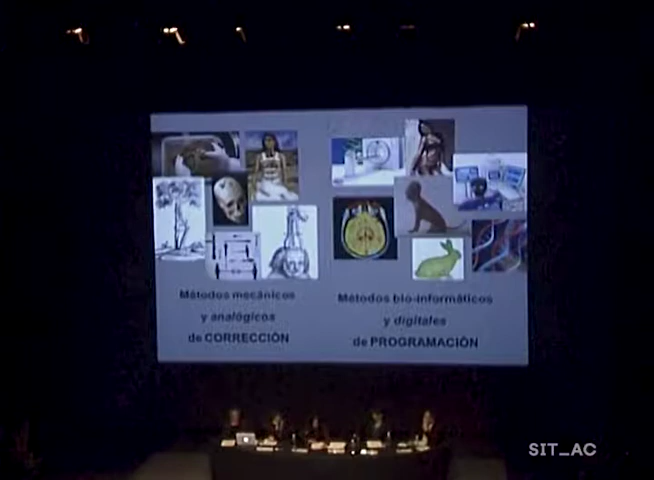 Métodos mecánicos
y analógicos
de CORRECCIÓN
Métodos bio-informáticos
y digitales
de PROGRAMACIÓN
SIT_AC